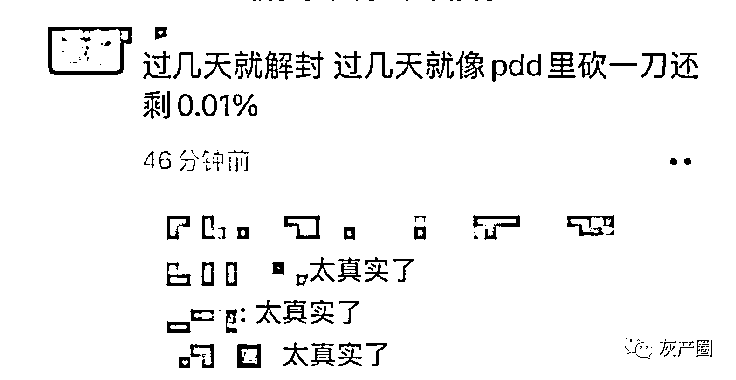 过几天就解封 过几天就像pdd里砍一刀还
剩0.01%
46分钟前
太真实了
: 太真实了
太真实了
灰产圈